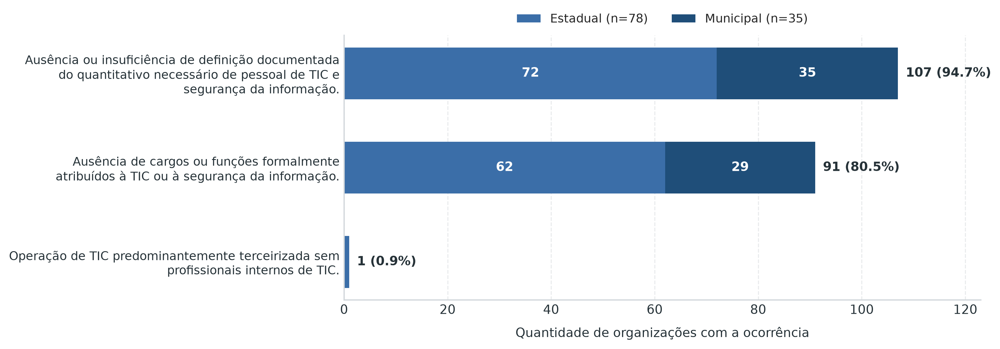 Estadual (n=78)
Municipal (n=35)
Ausência ou insuficiência de definição documentada
do quantitativo necessário de pessoal de TIC e
segurança da informação.
72
35
107 (94.7%)
Ausência de cargos ou funções formalmente
atribuídos à TIC ou à segurança da informação.
62
29
91 (80.5%)
Operação de TIC predominantemente terceirizada sem
profissionais internos de TIC.
1 (0.9%)
0
20
40
60
80
100
120
Quantidade de organizações com a ocorrência